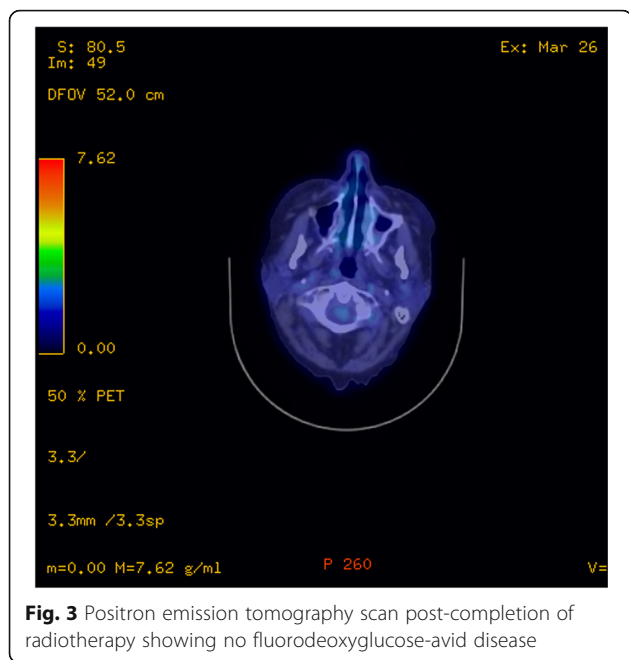 S: 80.5
Ex: Mar 26
Im: 49
DFOV 52.0 cm
7.62
0.00
50 % PET
3.3/
3.3mm /3.3sp
m=0.00 M=7.62 g/ml
P 260
V=
Fig. 3 Positron emission tomography scan post-completion of
radiotherapy showing no fluorodeoxyglucose-avid disease